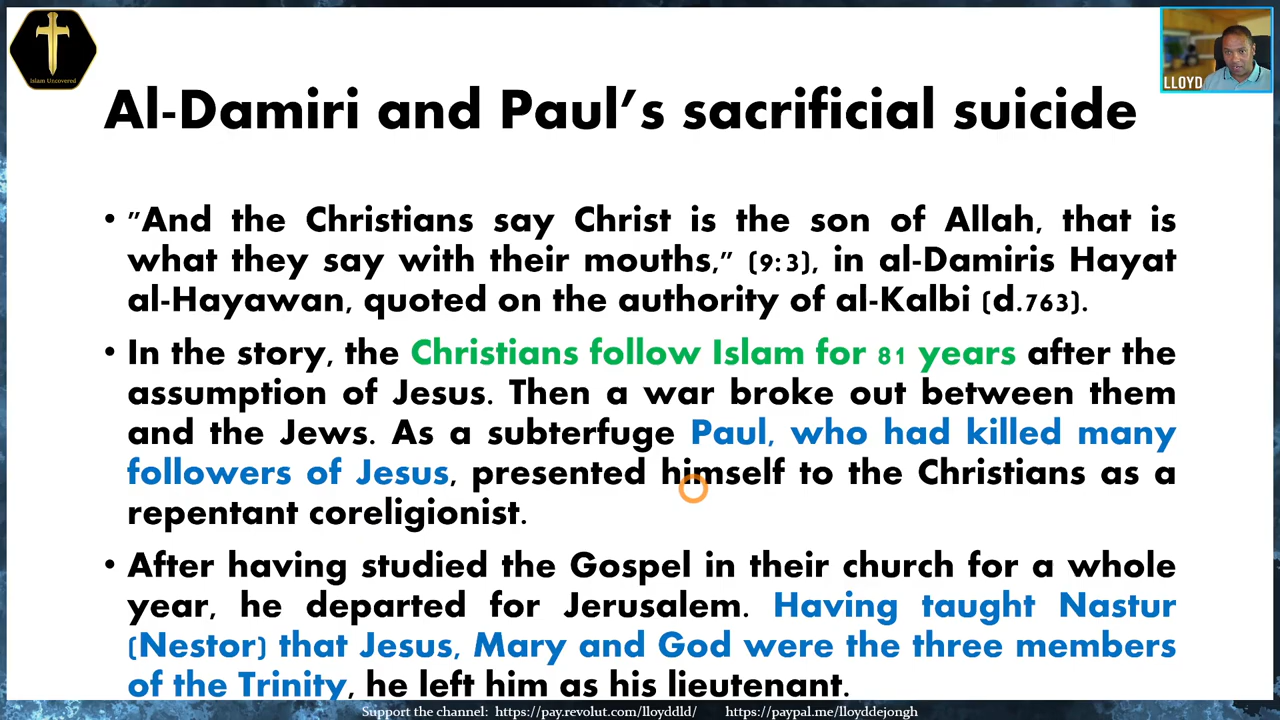 Islam Uncovered
LLOYD
Al-Damiri and Paul's sacrificial suicide
• "And the Christians say Christ is the son of Allah, that is
what they say with their mouths," (9:3), in al-Damiris Hayat
al-Hayawan, quoted on the authority of al-Kalbi (d.763).
• In the story, the Christians follow Islam for 81 years after the
assumption of Jesus. Then a war broke out between them
and the Jews. As a subterfuge Paul, who had killed many
followers of Jesus, presented himself to the Christians as a
repentant coreligionist.
• After having studied the Gospel in their church for a whole
year, he departed for Jerusalem. Having taught Nastur
(Nestor) that Jesus, Mary and God were the three members
of the Trinity, he left him as his lieutenant.
Support the channel: https://pay.revolut.com/lloyddld/ https://paypal.me/lloyddejongh